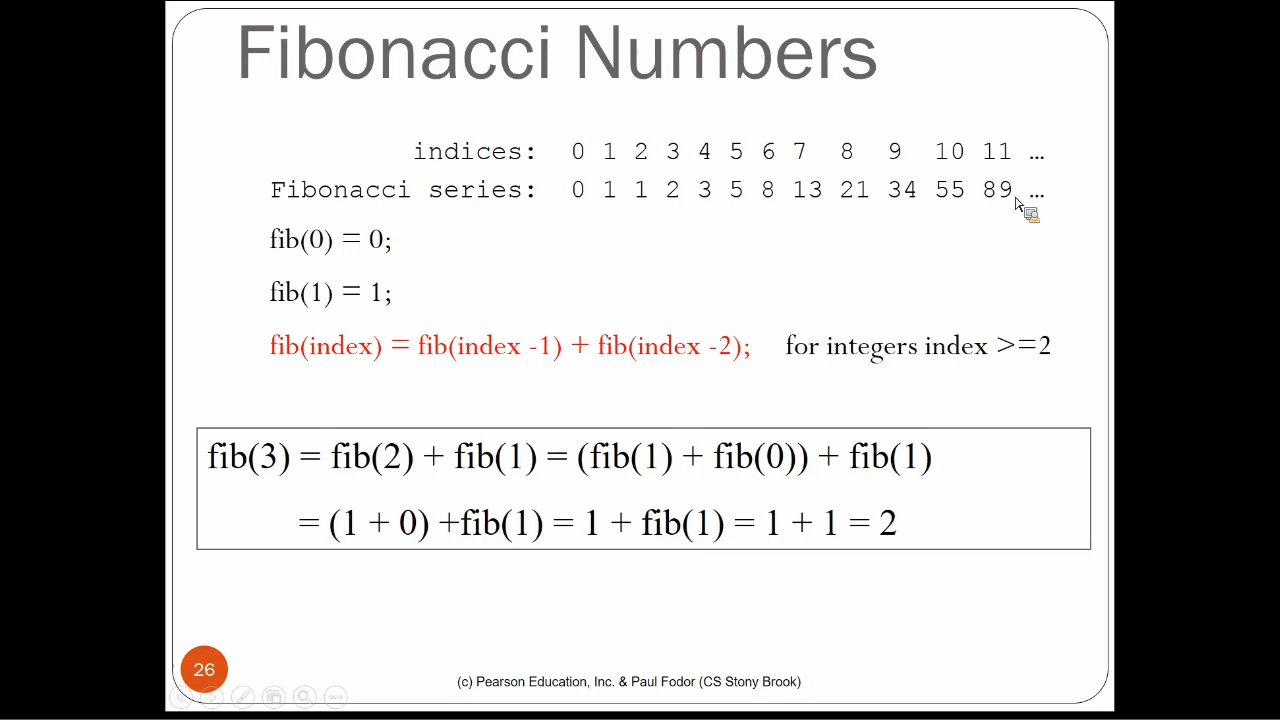 Fibonacci Numbers
indices: 0 1 2 3 4 5 6 7 8 9 10 11 …
Fibonacci series: 0 1 1 2 3 5 8 13 21 34 55 89 …
fib(0) = 0;
fib(1) = 1;
fib(index) = fib(index -1) + fib(index -2); for integers index >=2
fib(3) = fib(2) + fib(1) = (fib(1) + fib(0)) + fib(1)
= (1 + 0) +fib(1) = 1 + fib(1) = 1 + 1 = 2
26
(c) Pearson Education, Inc. & Paul Fodor (CS Stony Brook)